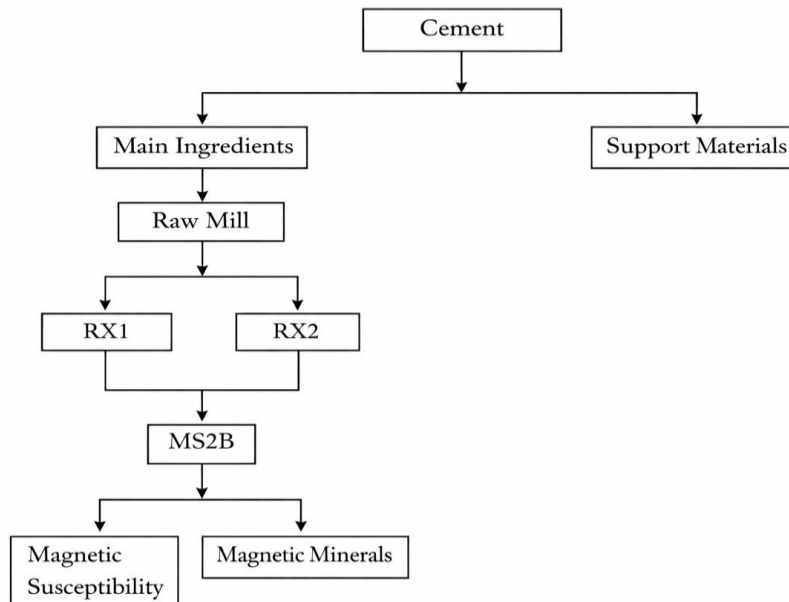 Cement
Main Ingredients
Support Materials
Raw Mill
RX1
RX2
MS2B
Magnetic
Susceptibility
Magnetic Minerals